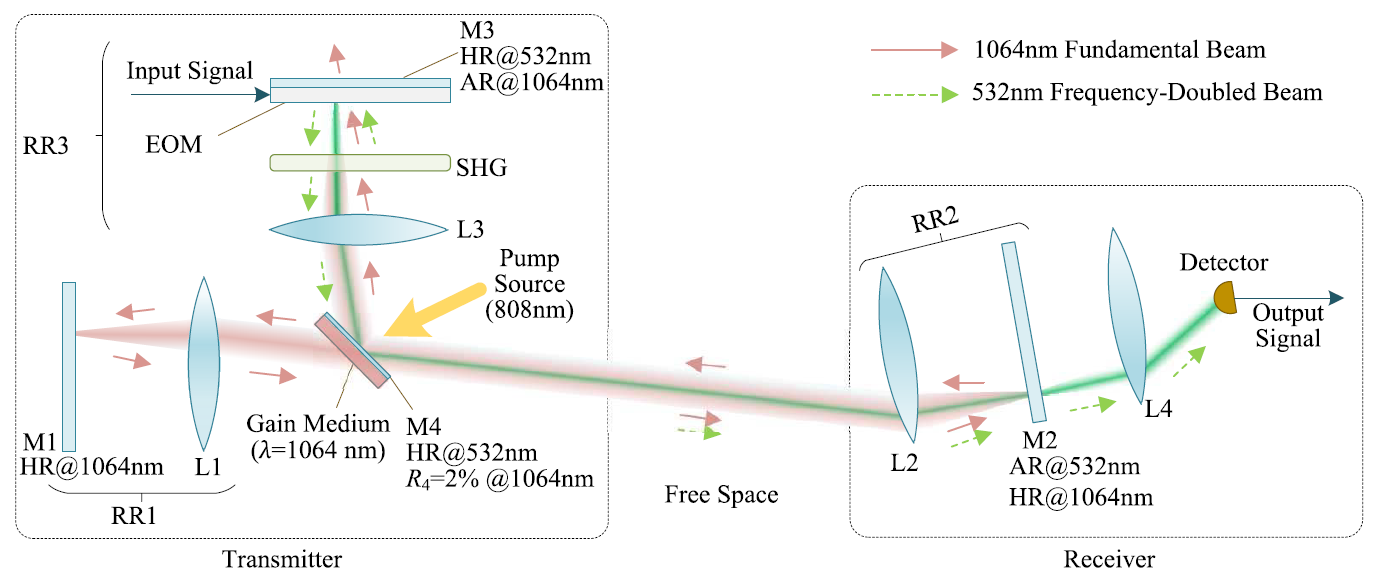 M3
HR@532nm
AR@1064nm
Input Signal
EOM
RR3
SHG
L3
Pump
Source
(808nm)
1064nm Fundamental Beam
532nm Frequency-Doubled Beam
M1
HR@1064nm
L1
RR1
Gain Medium
(λ=1064 nm)
M4
HR@532nm
R₄=2% @1064nm
Transmitter
Free Space
RR2
L2
M2
AR@532nm
HR@1064nm
L4
Detector
Output
Signal
Receiver